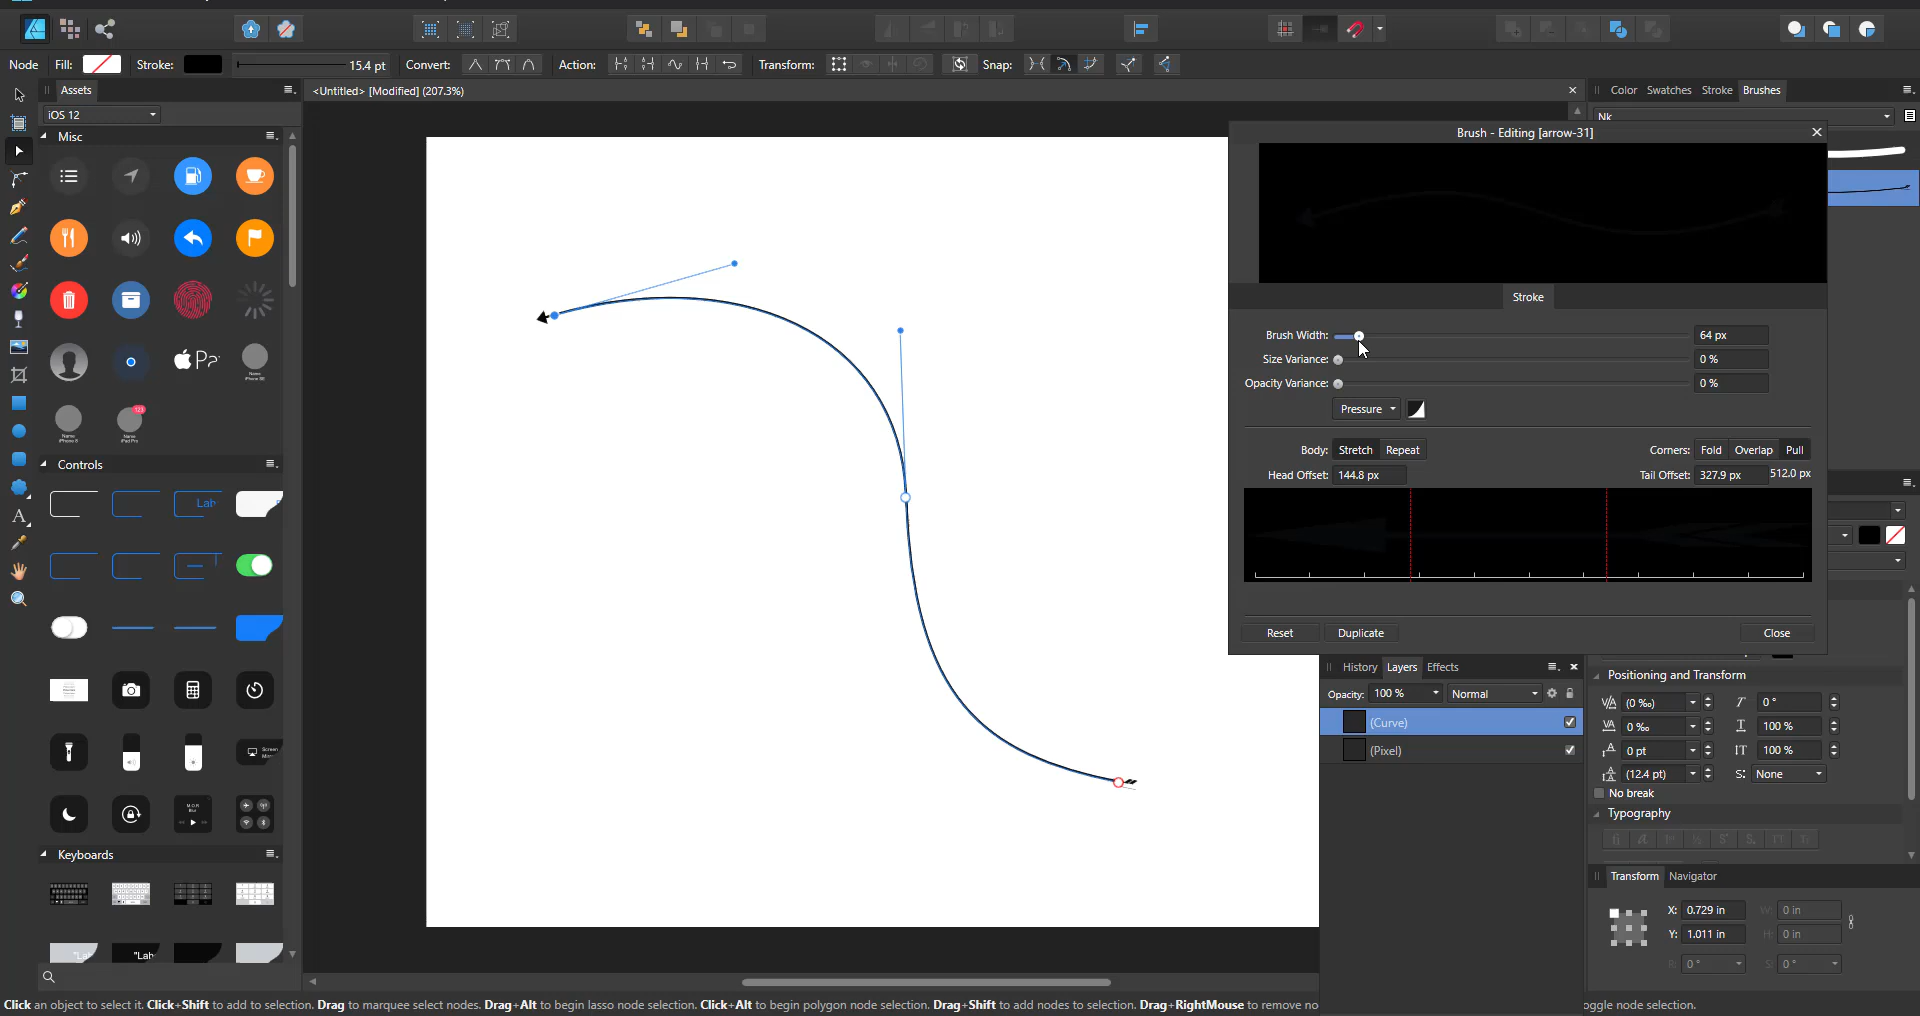 Node Fill: Stroke: 15.4 pt Convert: Action: Transform: Snap:
Assets
<Untitled> [Modified] (207.3%)
Color Swatches Stroke Brushes
iOS 12
Nk
Misc
Brush - Editing [arrow-31]
Stroke
Brush Width: 64 px
Size Variance: 0 %
Opacity Variance: 0 %
Pressure
Body: Stretch Repeat
Corners: Fold Overlap Pull
Head Offset: 144.8 px
Tail Offset: 327.9 px 512.0 px
Reset Duplicate Close
Controls
Lab
History Layers Effects
Opacity: 100 % Normal
(Curve)
(Pixel)
Positioning and Transform
(0 ‰) 0 °
0 ‰ 100 %
0 pt 100 %
(12.4 pt) S: None
No break
Typography
Keyboards
"Lab
Transform Navigator
X: 0.729 in W: 0 in
Y: 1.011 in H: 0 in
R: 0 ° S: 0 °
Click an object to select it. Click+Shift to add to selection. Drag to marquee select nodes. Drag+Alt to begin lasso node selection. Click+Alt to begin polygon node selection. Drag+Shift to add nodes to selection. Drag+RightMouse to remove no
oggle node selection.